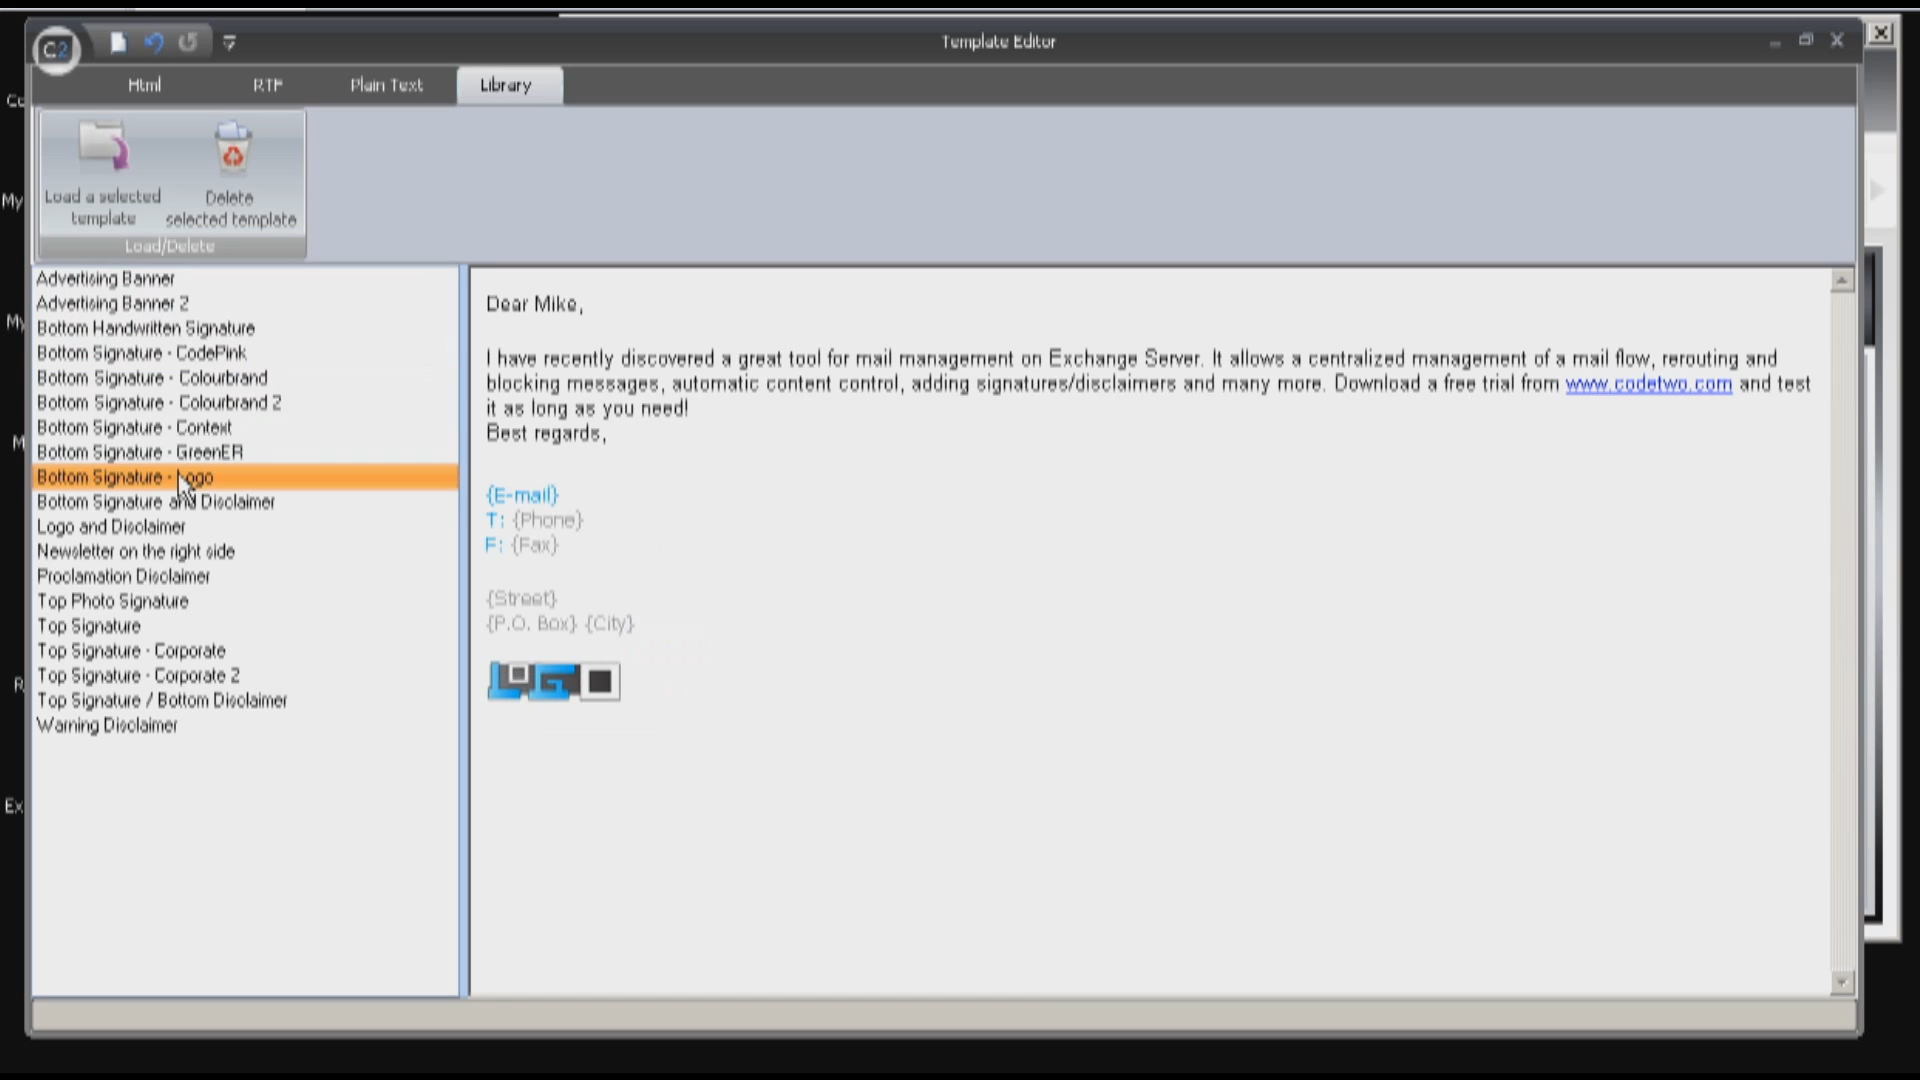 C2
Template Editor
Html
RTF
Plain Text
Library
Load a selected template
Delete selected template
Load/Delete
Advertising Banner
Advertising Banner 2
Bottom Handwritten Signature
Bottom Signature - CodePink
Bottom Signature - Colourbrand
Bottom Signature - Colourbrand 2
Bottom Signature - Context
Bottom Signature - GreenER
Bottom Signature - Logo
Bottom Signature and Disclaimer
Logo and Disclaimer
Newsletter on the right side
Proclamation Disclaimer
Top Photo Signature
Top Signature
Top Signature - Corporate
Top Signature - Corporate 2
Top Signature / Bottom Disclaimer
Warning Disclaimer
Dear Mike,
I have recently discovered a great tool for mail management on Exchange Server. It allows a centralized management of a mail flow, rerouting and
blocking messages, automatic content control, adding signatures/disclaimers and many more. Download a free trial from www.codetwo.com and test
it as long as you need!
Best regards,
{E-mail}
T: {Phone}
F: {Fax}
{Street}
{P.O. Box} {City}
LOGO
My